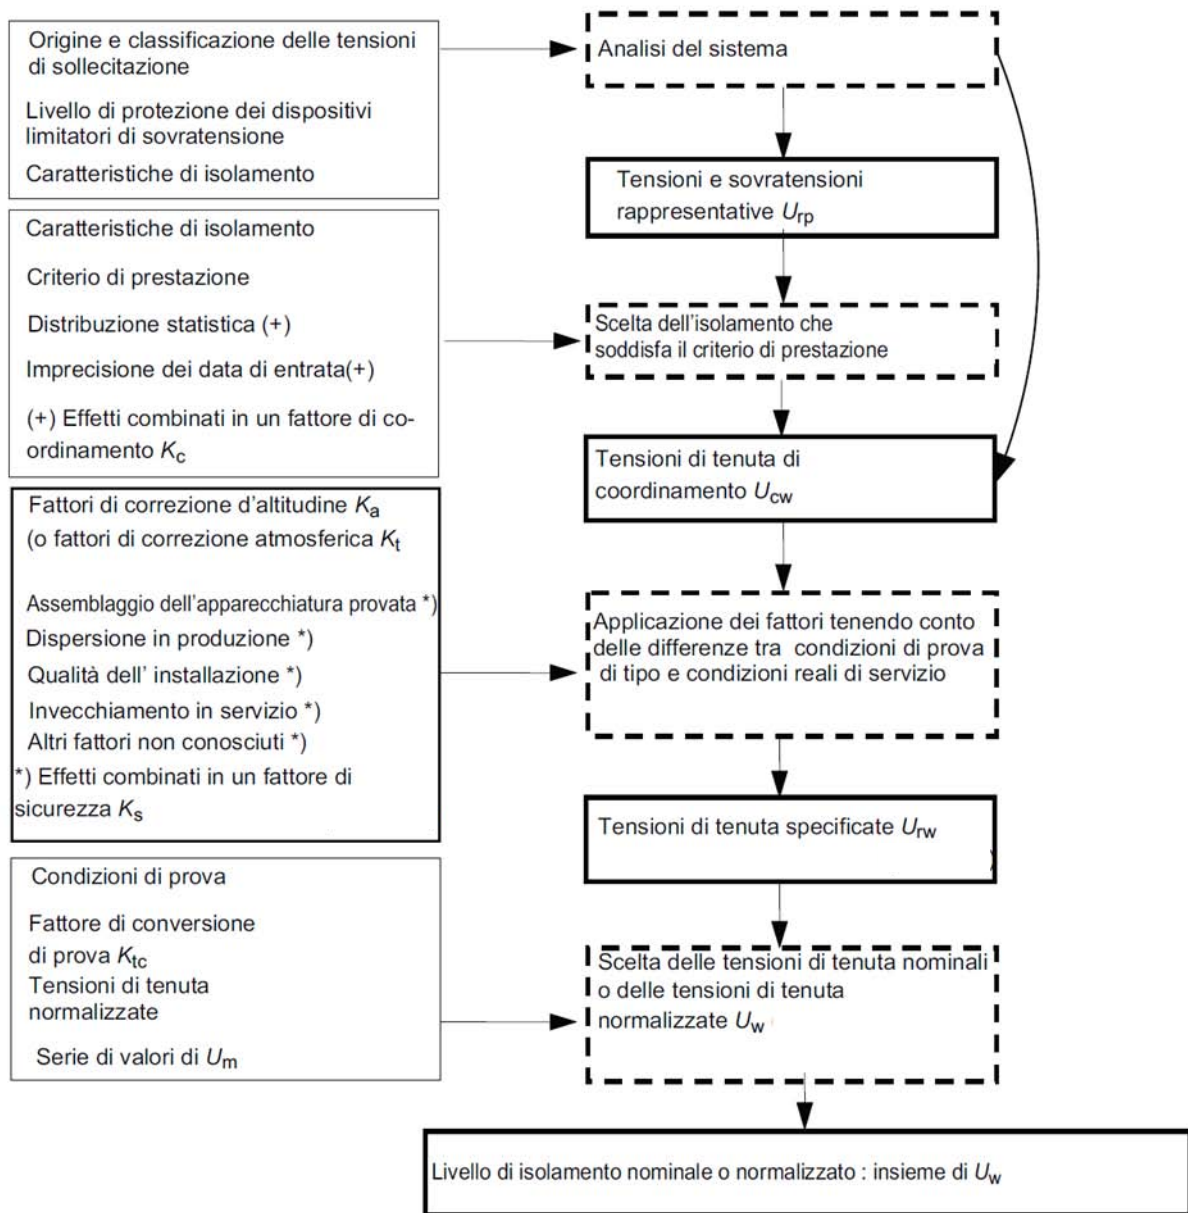 Origine e classificazione delle tensioni
di sollecitazione
Livello di protezione dei dispositivi
limitatori di sovratensione
Caratteristiche di isolamento
Analisi del sistema
Tensioni e sovratensioni
rappresentative Urp
Caratteristiche di isolamento
Criterio di prestazione
Distribuzione statistica (+)
Imprecisione dei data di entrata(+)
(+) Effetti combinati in un fattore di co-
ordinamento Kc
Scelta dell'isolamento che
soddisfa il criterio di prestazione
Tensioni di tenuta di
coordinamento Ucw
Fattori di correzione d'altitudine Ka
(o fattori di correzione atmosferica Kt
Assemblaggio dell'apparecchiatura provata *)
Dispersione in produzione *)
Qualità dell' installazione *)
Invecchiamento in servizio *)
Altri fattori non conosciuti *)
*) Effetti combinati in un fattore di
sicurezza Ks
Applicazione dei fattori tenendo conto
delle differenze tra condizioni di prova
di tipo e condizioni reali di servizio
Tensioni di tenuta specificate Urw
)
Condizioni di prova
Fattore di conversione
di prova Ktc
Tensioni di tenuta
normalizzate
Serie di valori di Um
Scelta delle tensioni di tenuta nominali
o delle tensioni di tenuta
normalizzate Uw
Livello di isolamento nominale o normalizzato : insieme di Uw